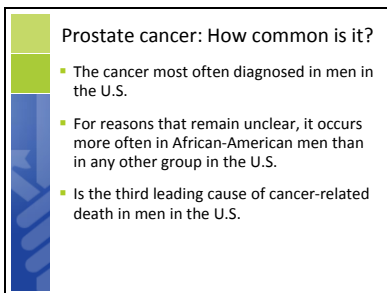 Prostate cancer: How common is it?
▪ The cancer most often diagnosed in men in
the U.S.
▪ For reasons that remain unclear, it occurs
more often in African-American men than
in any other group in the U.S.
▪ Is the third leading cause of cancer-related
death in men in the U.S.